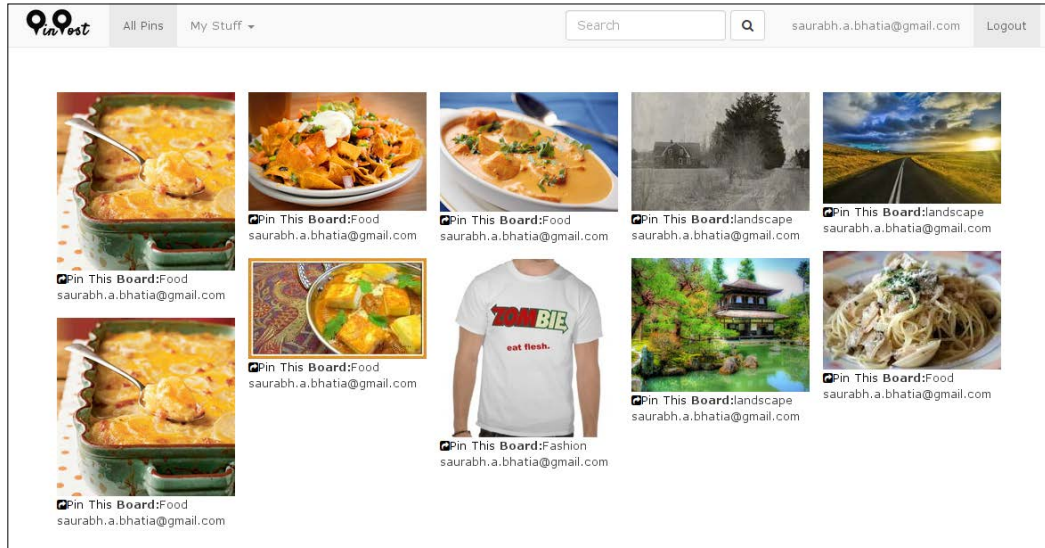 PinPost
All Pins
My Stuff
Search
saurabh.a.bhatia@gmail.com
Logout
Pin This Board:Food
saurabh.a.bhatia@gmail.com
Pin This Board:Food
saurabh.a.bhatia@gmail.com
Pin This Board:Food
saurabh.a.bhatia@gmail.com
Pin This Board:landscape
saurabh.a.bhatia@gmail.com
Pin This Board:landscape
saurabh.a.bhatia@gmail.com
Pin This Board:Food
saurabh.a.bhatia@gmail.com
Pin This Board:Food
saurabh.a.bhatia@gmail.com
ZOMBIE
eat flesh.
Pin This Board:Fashion
saurabh.a.bhatia@gmail.com
Pin This Board:landscape
saurabh.a.bhatia@gmail.com
Pin This Board:Food
saurabh.a.bhatia@gmail.com